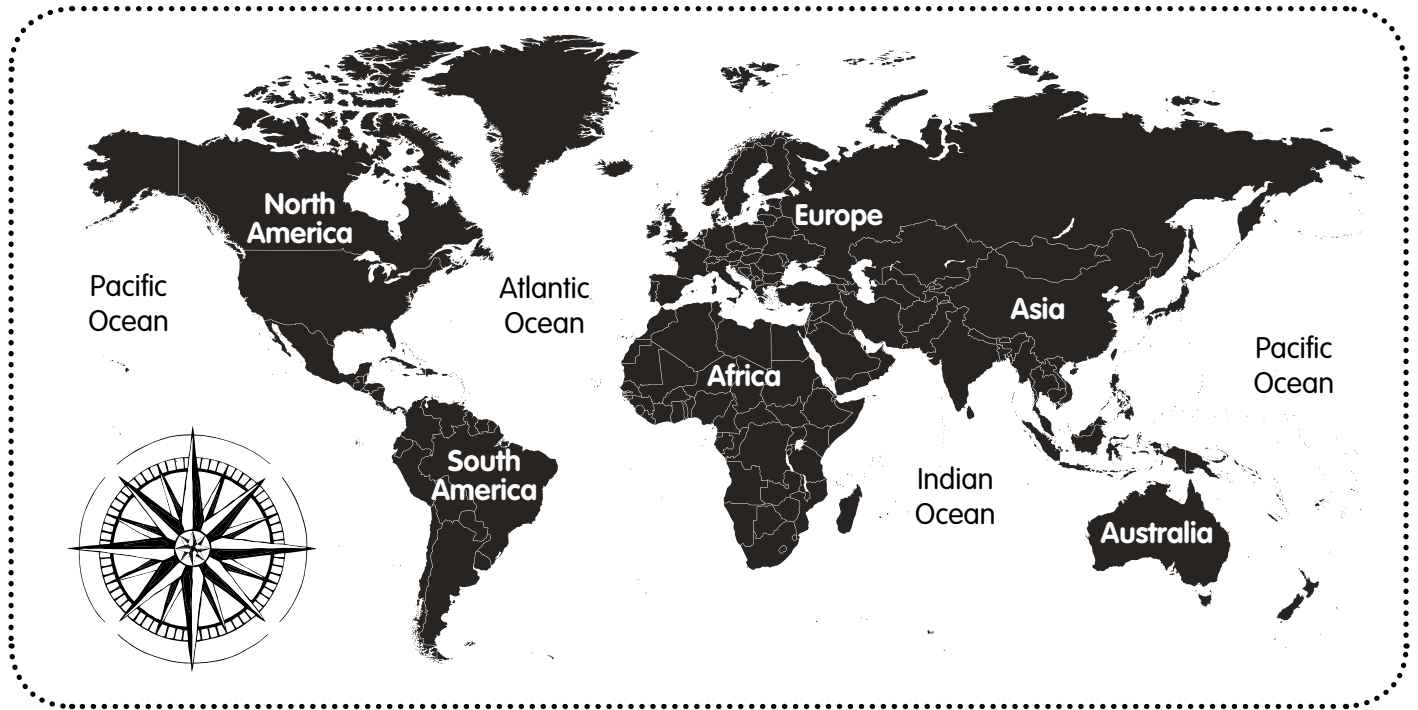 North
America
Europe
Pacific
Ocean
Atlantic
Ocean
Asia
Pacific
Ocean
Africa
South
America
Indian
Ocean
Australia